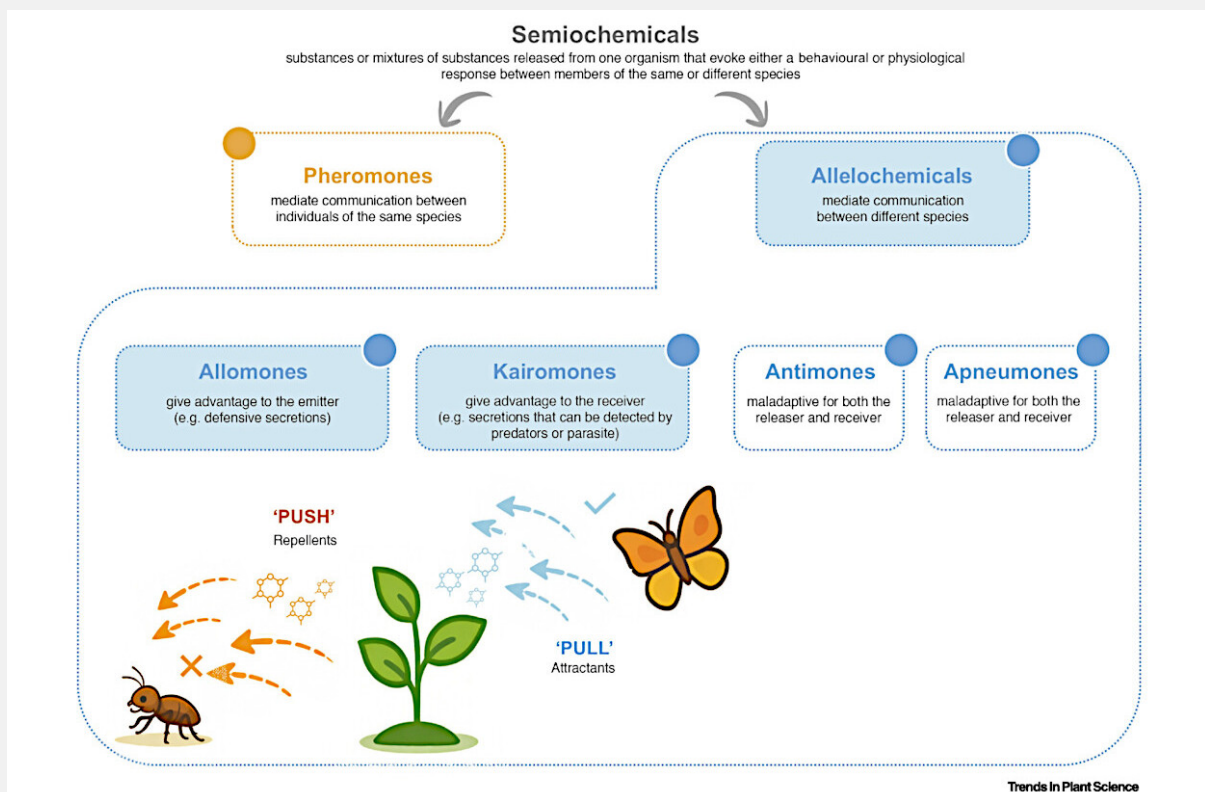 Semiochemicals
substances or mixtures of substances released from one organism that evoke either a behavioural or physiological
response between members of the same or different species
Pheromones
mediate communication between
individuals of the same species
Allelochemicals
mediate communication
between different species
Allomones
give advantage to the emitter
(e.g. defensive secretions)
Kairomones
give advantage to the receiver
(e.g. secretions that can be detected by
predators or parasite)
Antimones
maladaptive for both the
releaser and receiver
Apneumones
maladaptive for both the
releaser and receiver
‘PUSH’
Repellents
‘PULL’
Attractants
Trends In Plant Science